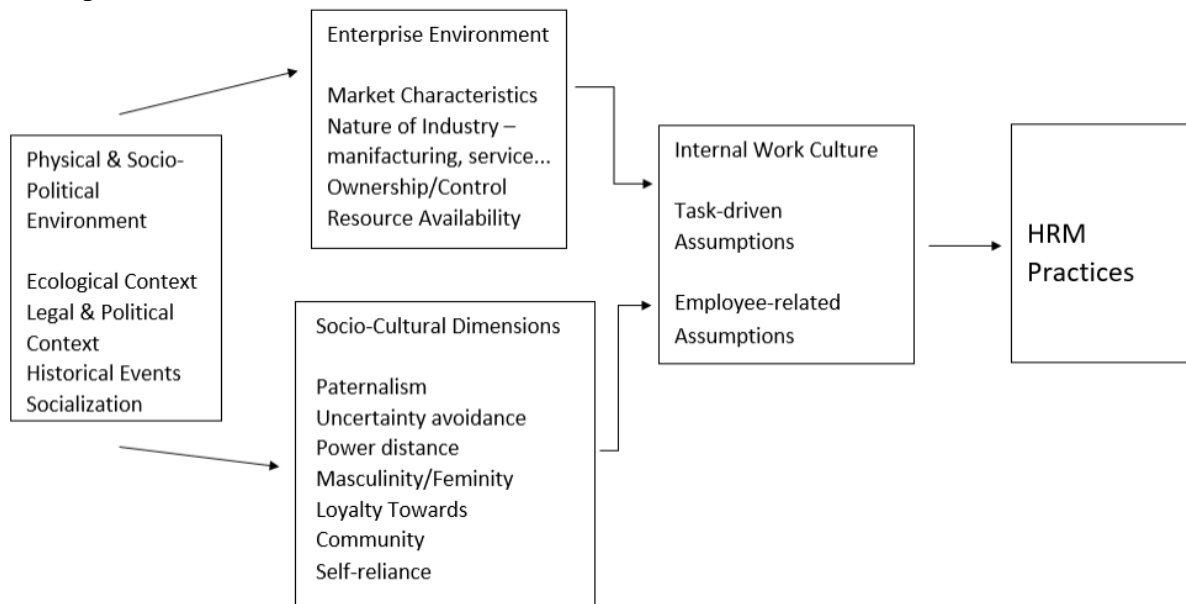 Physical & Socio-
Political
Environment
Ecological Context
Legal & Political
Context
Historical Events
Socialization
Enterprise Environment
Market Characteristics
Nature of Industry –
manifacturing, service...
Ownership/Control
Resource Availability
Socio-Cultural Dimensions
Paternalism
Uncertainty avoidance
Power distance
Masculinity/Feminity
Loyalty Towards
Community
Self-reliance
Internal Work Culture
Task-driven
Assumptions
Employee-related
Assumptions
HRM
Practices